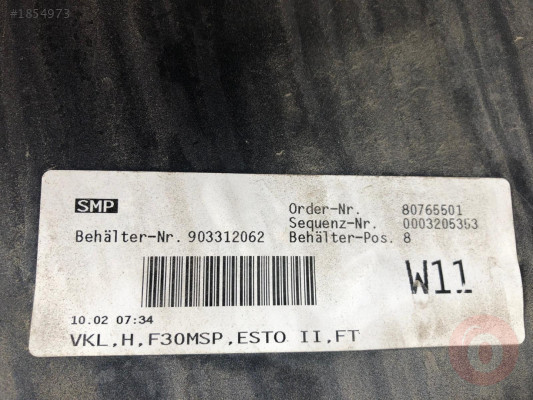 #1854973
SMP
Order-Nr. 80765501
Sequenz-Nr. 0003205353
Behälter-Nr. 903312062 Behälter-Pos. 8
W11
10.02 07:34
VKL,H,F30MSP,ESTO II,FT